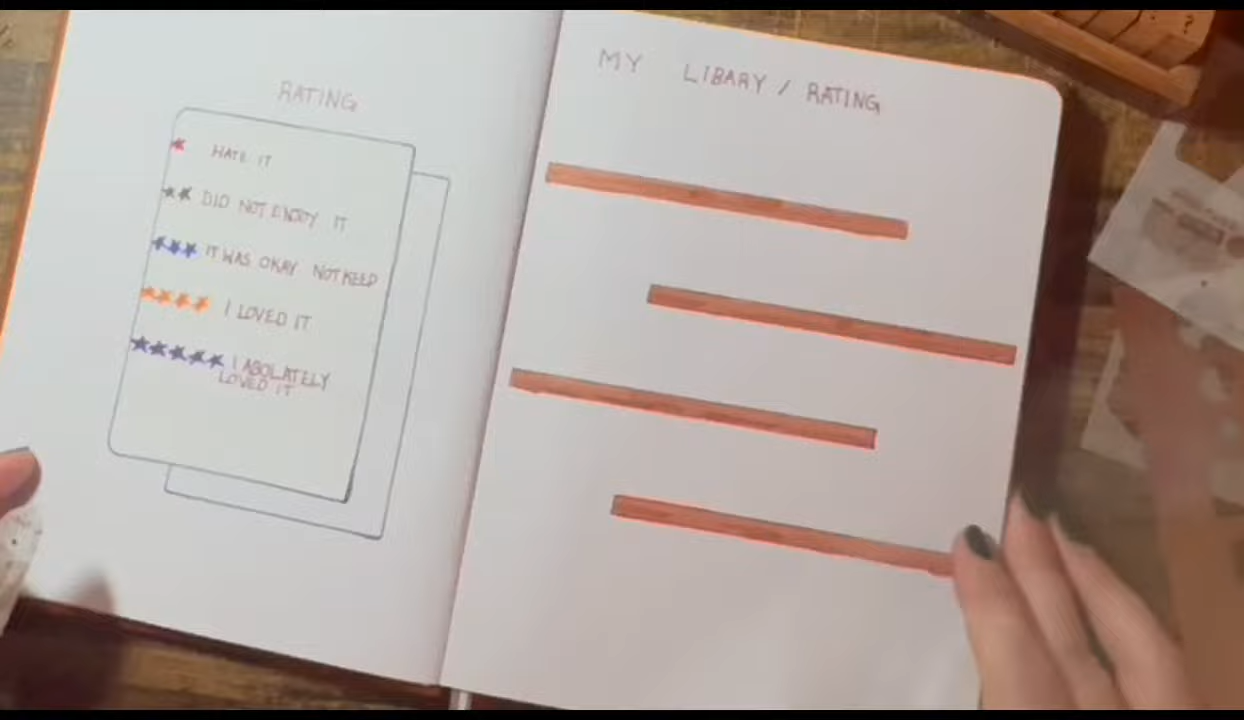 RATING
HATE IT
DID NOT ENJOY IT
IT WAS OKAY NOT KEEP
I LOVED IT
I ABOLATELY
LOVED IT
MY LIBARY / RATING